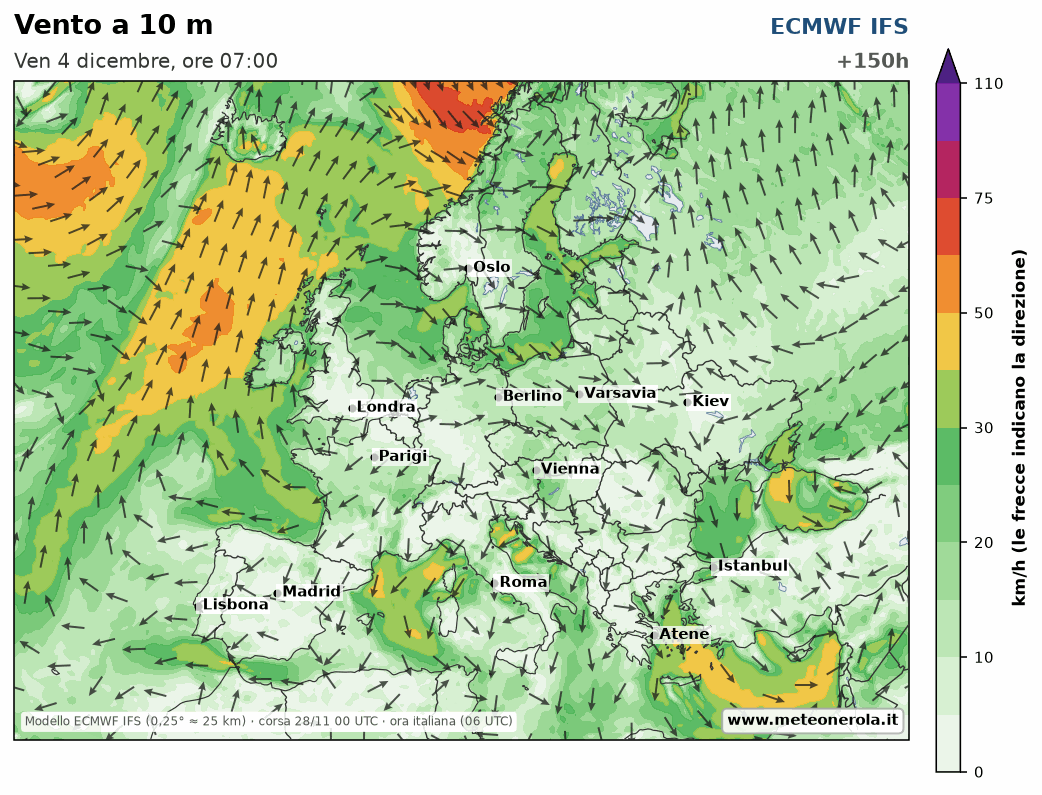 Vento a 10 m
ECMWF IFS
Ven 4 dicembre, ore 07:00
+150h
110
75
50
30
20
10
0
km/h (le frecce indicano la direzione)
Oslo
Berlino
Varsavia
Kiev
Londra
Parigi
Vienna
Istanbul
Roma
Madrid
Lisbona
Atene
Modello ECMWF IFS (0,25° ≈ 25 km) · corsa 28/11 00 UTC · ora italiana (06 UTC)
www.meteonerola.it